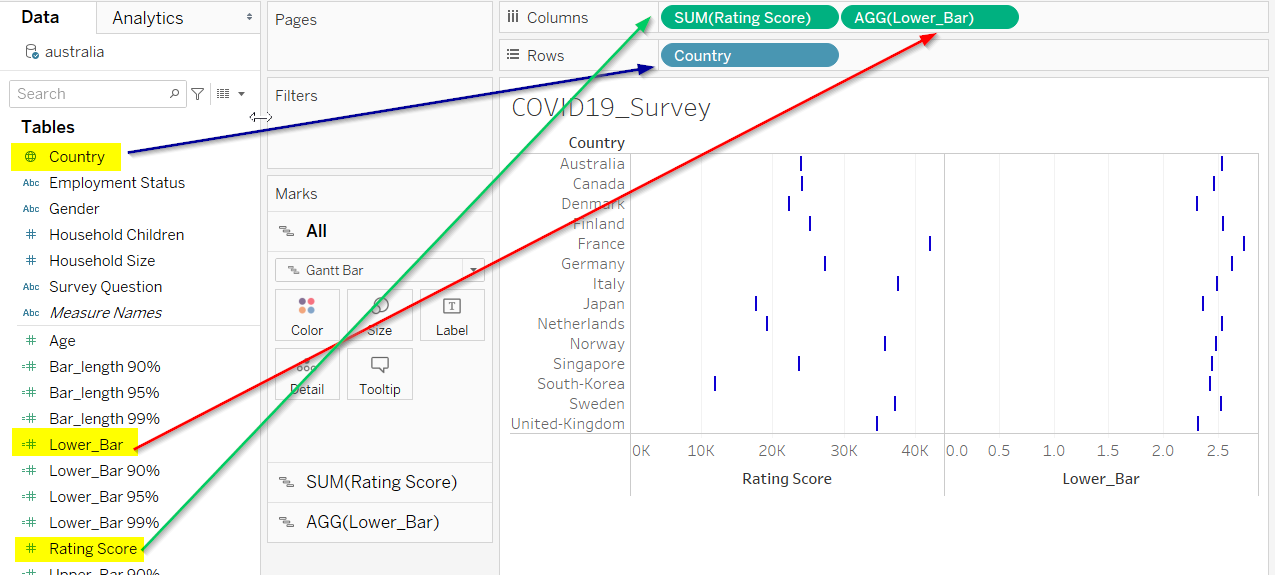 Data
Analytics
australia
Search
Tables
Country
Abc Employment Status
Abc Gender
# Household Children
# Household Size
Abc Survey Question
Abc Measure Names
# Age
=# Bar_length 90%
=# Bar_length 95%
=# Bar_length 99%
=# Lower_Bar
=# Lower_Bar 90%
=# Lower_Bar 95%
=# Lower_Bar 99%
=# Rating Score
=# Upper_Bar 90%
Pages
Filters
Marks
All
Gantt Bar
Color Size Label
Detail Tooltip
SUM(Rating Score)
AGG(Lower_Bar)
Columns SUM(Rating Score) AGG(Lower_Bar)
Rows Country
COVID19_Survey
Country
Australia
Canada
Denmark
Finland
France
Germany
Italy
Japan
Netherlands
Norway
Singapore
South-Korea
Sweden
United-Kingdom
0K 10K 20K 30K 40K 0.0 0.5 1.0 1.5 2.0 2.5
Rating Score Lower_Bar